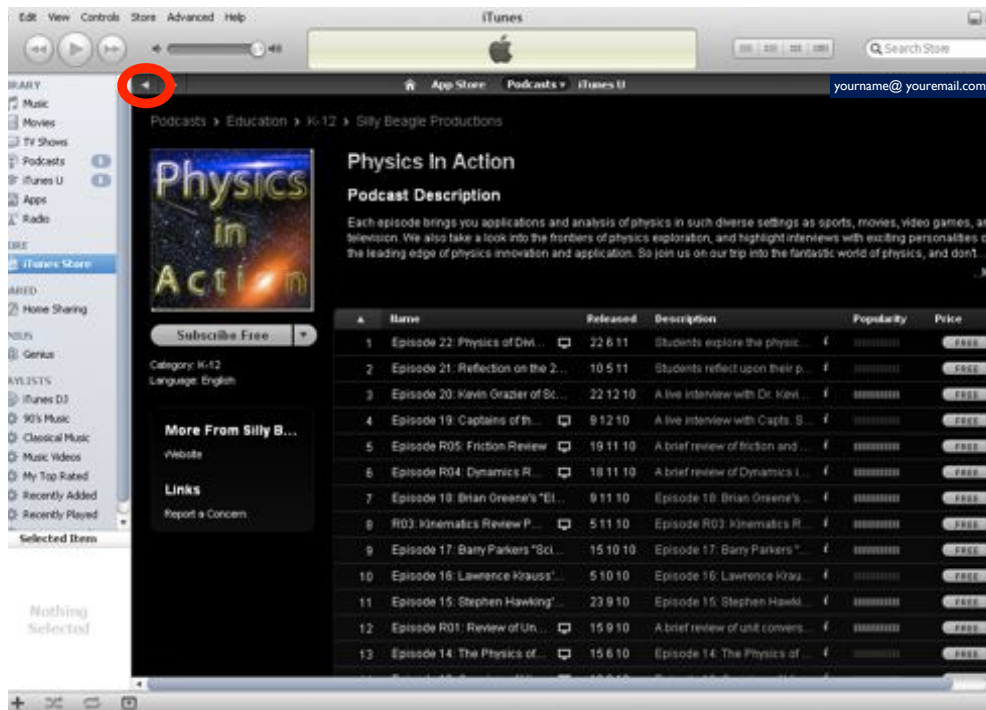 Edit View Controls Store Advanced Help
iTunes
Search Store
App Store Podcasts iTunes U
yourname@ youremail.com
Music
Movies
TV Shows
Podcasts
iTunes U
Apps
Radio
iTunes Store
Home Sharing
Genius
iTunes DJ
90's Music
Classical Music
Music Videos
My Top Rated
Recently Added
Recently Played
Selected Item
Nothing
Selected
Podcasts > Education > K-12 > Silly Beagle Productions
Physics
in
Action
Subscribe Free
Category: K-12
Language: English
More From Silly B...
Website
Links
Report a Concern
Physics In Action
Podcast Description
Each episode brings you applications and analysis of physics in such diverse settings as sports, movies, video games,
television. We also take a look into the frontiers of physics exploration, and highlight interviews with exciting personalities
the leading edge of physics innovation and application. So join us on our trip into the fantastic world of physics, and don't...
Name Released Description Popularity Price
1 Episode 22: Physics of Divi... 22 6 11 Students explore the physic... FREE
2 Episode 21: Reflection on the 2... 10 5 11 Students reflect upon their p... FREE
3 Episode 20: Kevin Grazier of Sc... 22 12 10 A live interview with Dr. Kevi... FREE
4 Episode 19: Captains of th... 9 12 10 A live interview with Capts. S... FREE
5 Episode R05: Friction Review 19 11 10 A brief review of friction and ... FREE
6 Episode R04: Dynamics R... 18 11 10 A brief review of Dynamics i... FREE
7 Episode 18: Brian Greene's "El... 9 11 10 Episode 18: Brian Greene's ... FREE
8 R03: Kinematics Review P... 5 11 10 Episode R03: Kinematics R... FREE
9 Episode 17: Barry Parkers "Sci... 15 10 10 Episode 17: Barry Parkers "... FREE
10 Episode 16: Lawrence Krauss'... 5 10 10 Episode 16: Lawrence Krau... FREE
11 Episode 15: Stephen Hawking'... 23 9 10 Episode 15: Stephen Hawki... FREE
12 Episode R01: Review of Un... 15 9 10 A brief review of unit convers... FREE
13 Episode 14: The Physics of... 15 6 10 Episode 14: The Physics of ... FREE